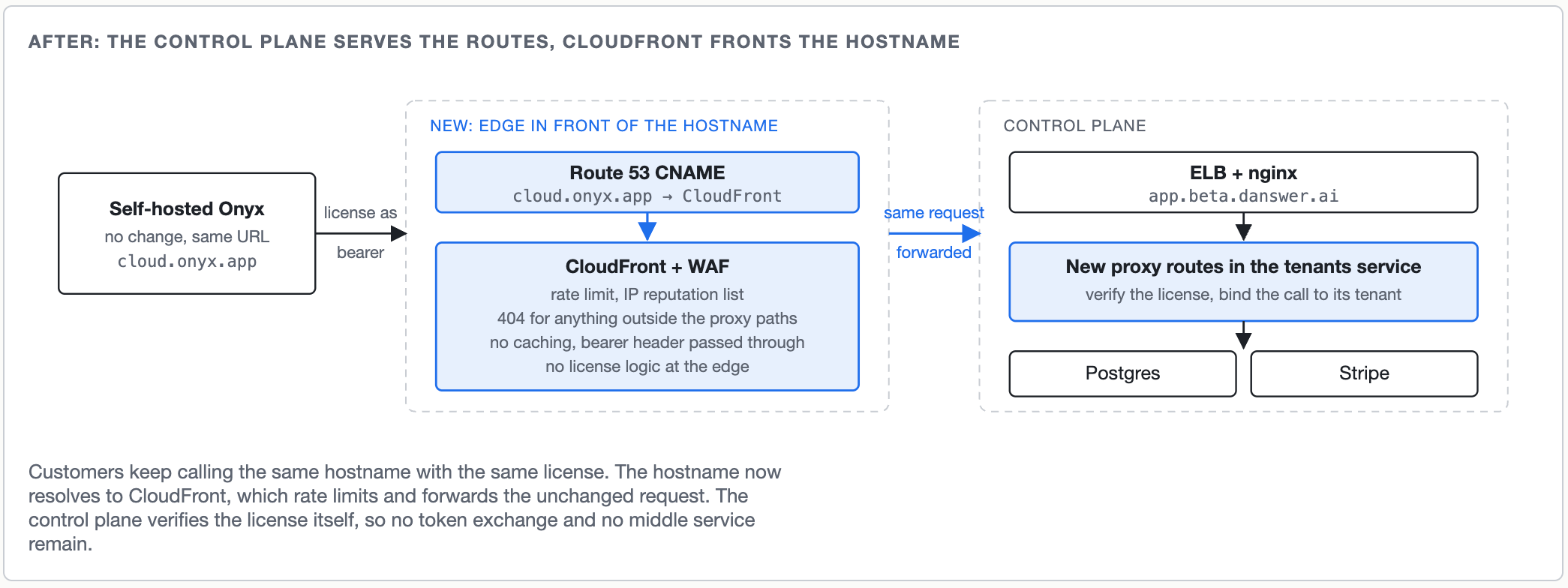 AFTER: THE CONTROL PLANE SERVES THE ROUTES, CLOUDFRONT FRONTS THE HOSTNAME
Self-hosted Onyx
no change, same URL
cloud.onyx.app
license as
bearer
NEW: EDGE IN FRONT OF THE HOSTNAME
Route 53 CNAME
cloud.onyx.app → CloudFront
CloudFront + WAF
rate limit, IP reputation list
404 for anything outside the proxy paths
no caching, bearer header passed through
no license logic at the edge
same request
forwarded
CONTROL PLANE
ELB + nginx
app.beta.danswer.ai
New proxy routes in the tenants service
verify the license, bind the call to its tenant
Postgres
Stripe
Customers keep calling the same hostname with the same license. The hostname now
resolves to CloudFront, which rate limits and forwards the unchanged request. The
control plane verifies the license itself, so no token exchange and no middle service
remain.